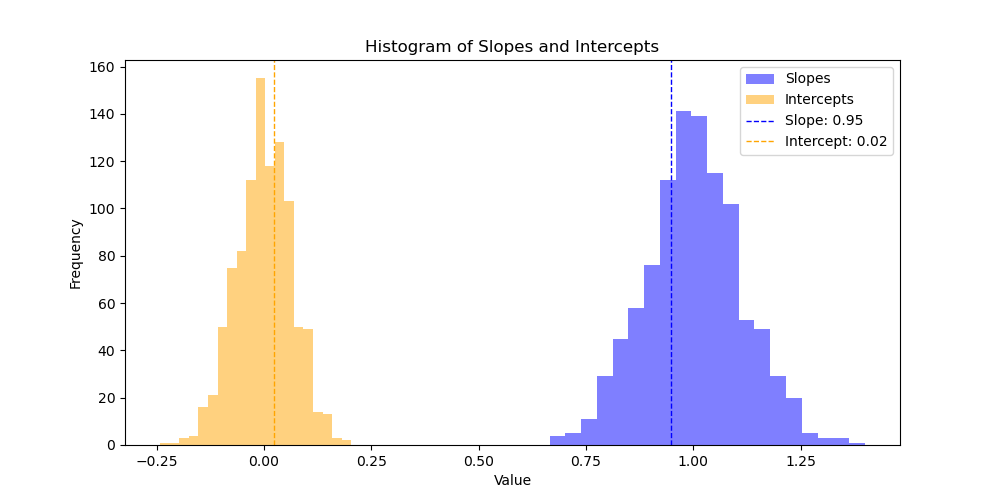 Histogram of Slopes and Intercepts
160
140
120
100
80
60
40
20
0
Frequency
−0.25 0.00 0.25 0.50 0.75 1.00 1.25
Value
Slopes
Intercepts
Slope: 0.95
Intercept: 0.02